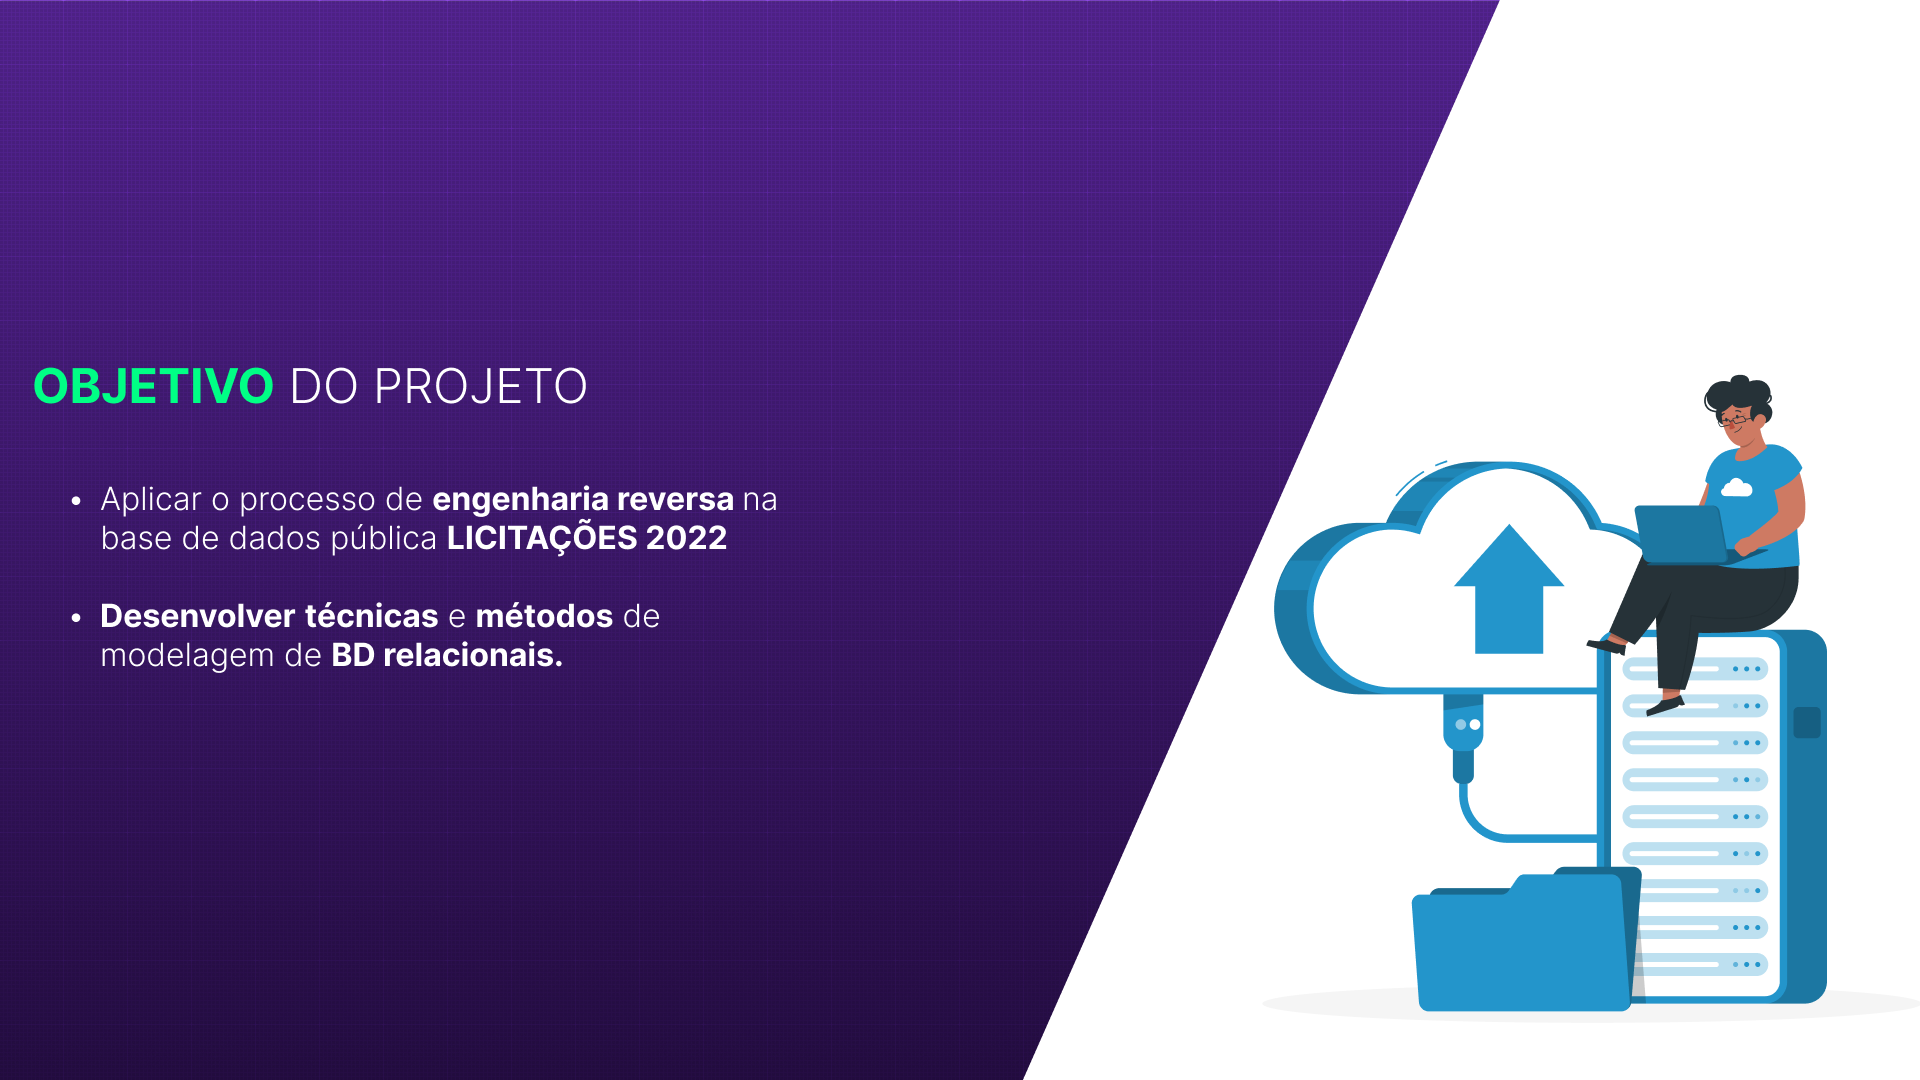 OBJETIVO DO PROJETO
• Aplicar o processo de engenharia reversa na
base de dados pública LICITAÇÕES 2022
• Desenvolver técnicas e métodos de
modelagem de BD relacionais.